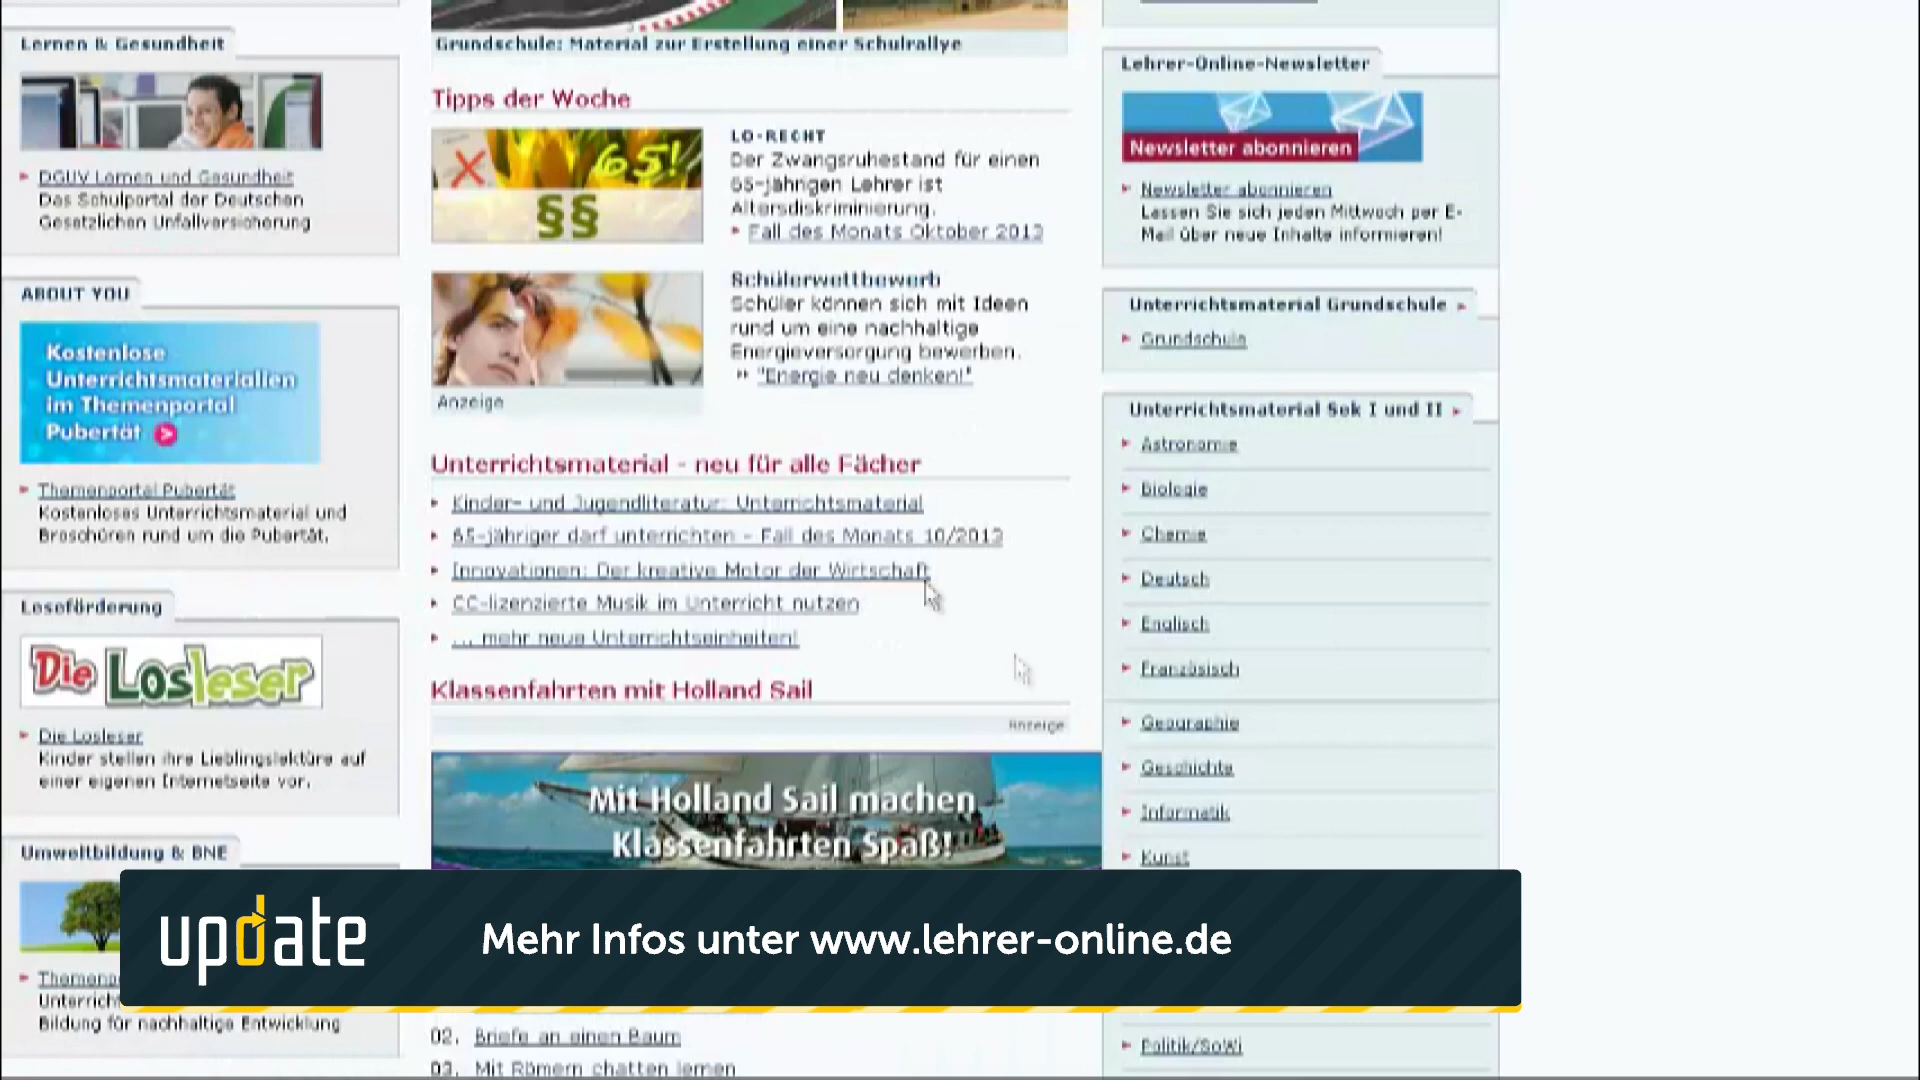 Lernen & Gesundheit
DGUV Lernen und Gesundheit
Das Schulportal der Deutschen
Gesetzlichen Unfallversicherung
ABOUT YOU
Kostenlose
Unterrichtsmaterialien
im Themenportal
Pubertät
Themenportal Pubertät
Kostenloses Unterrichtsmaterial und
Broschüren rund um die Pubertät.
Leseförderung
Die Losleser
Die Losleser
Kinder stellen ihre Lieblingslektüre auf
einer eigenen Internetseite vor.
Umweltbildung & BNE
Bildung für nachhaltige Entwicklung
Grundschule: Material zur Erstellung einer Schulrallye
Tipps der Woche
65!
§§
LO-RECHT
Der Zwangsruhestand für einen
65-jährigen Lehrer ist
Altersdiskriminierung.
Fall des Monats Oktober 2013
Schülerwettbewerb
Schüler können sich mit Ideen
rund um eine nachhaltige
Energieversorgung bewerben.
"Energie neu denken!"
Anzeige
Unterrichtsmaterial - neu für alle Fächer
Kinder- und Jugendliteratur: Unterrichtsmaterial
65-jähriger darf unterrichten - Fall des Monats 10/2013
Innovationen: Der kreative Motor der Wirtschaft
CC-lizenzierte Musik im Unterricht nutzen
... mehr neue Unterrichtseinheiten!
Klassenfahrten mit Holland Sail
Anzeige
Mit Holland Sail machen
Klassenfahrten Spaß!
02. Briefe an einen Baum
03. Mit Römern chatten lernen
Lehrer-Online-Newsletter
Newsletter abonnieren
Newsletter abonnieren
Lassen Sie sich jeden Mittwoch per E-
Mail über neue Inhalte informieren!
Unterrichtsmaterial Grundschule
Grundschule
Unterrichtsmaterial Sek I und II
Astronomie
Biologie
Chemie
Deutsch
Englisch
Französisch
Geographie
Geschichte
Informatik
Kunst
Politik/SoWi
update
Mehr Infos unter www.lehrer-online.de